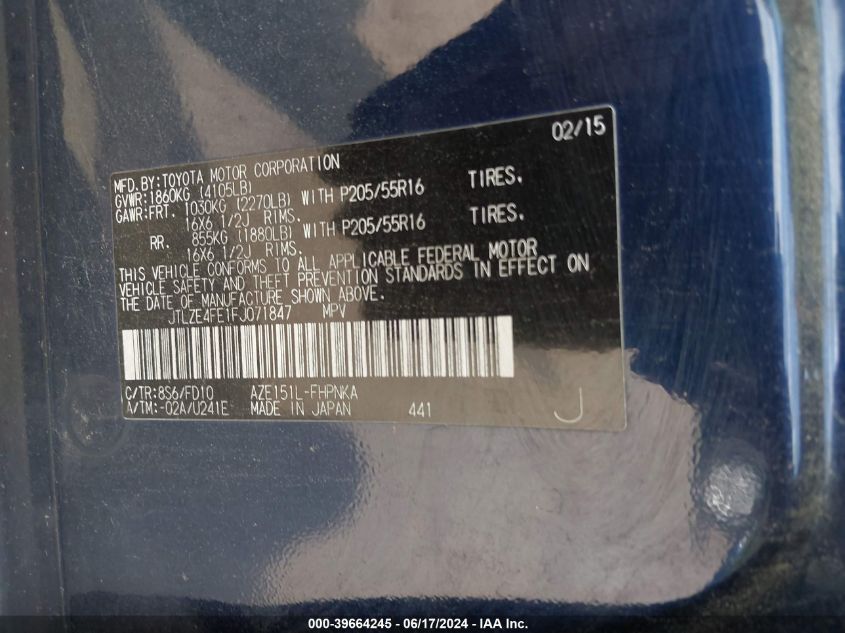 02/15
MFD.BY:TOYOTA MOTOR CORPORATION
GVWR:1860KG (4105LB)
GAWR:FRT. 1030KG (2270LB) WITH P205/55R16 TIRES.
16X6 1/2J RIMS.
RR. 855KG (1880LB) WITH P205/55R16 TIRES.
16X6 1/2J RIMS.
THIS VEHICLE CONFORMS TO ALL APPLICABLE FEDERAL MOTOR
VEHICLE SAFETY AND THEFT PREVENTION STANDARDS IN EFFECT ON
THE DATE OF MANUFACTURE SHOWN ABOVE.
JTLZE4FE1FJ071847 MPV
C/TR:8S6/FD10 AZE151L-FHPNKA
A/TM:-02A/U241E MADE IN JAPAN 441 J
000-39664245 - 06/17/2024 - IAA Inc.